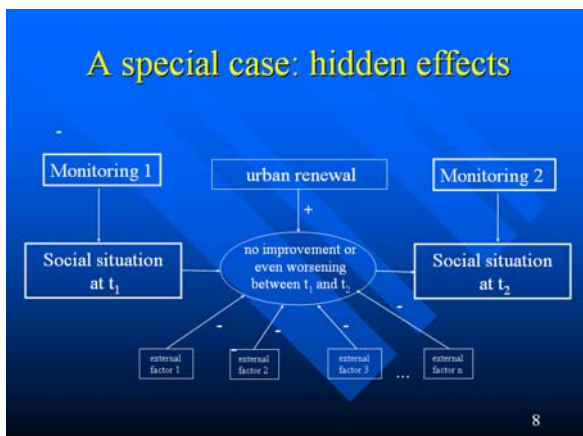 A special case: hidden effects
-
Monitoring 1
urban renewal
Monitoring 2
+
Social situation
at t1
no improvement or
even worsening
between t1 and t2
Social situation
at t2
-
-
-
-
-
external
factor 1
external
factor 2
external
factor 3
...
external
factor n
8